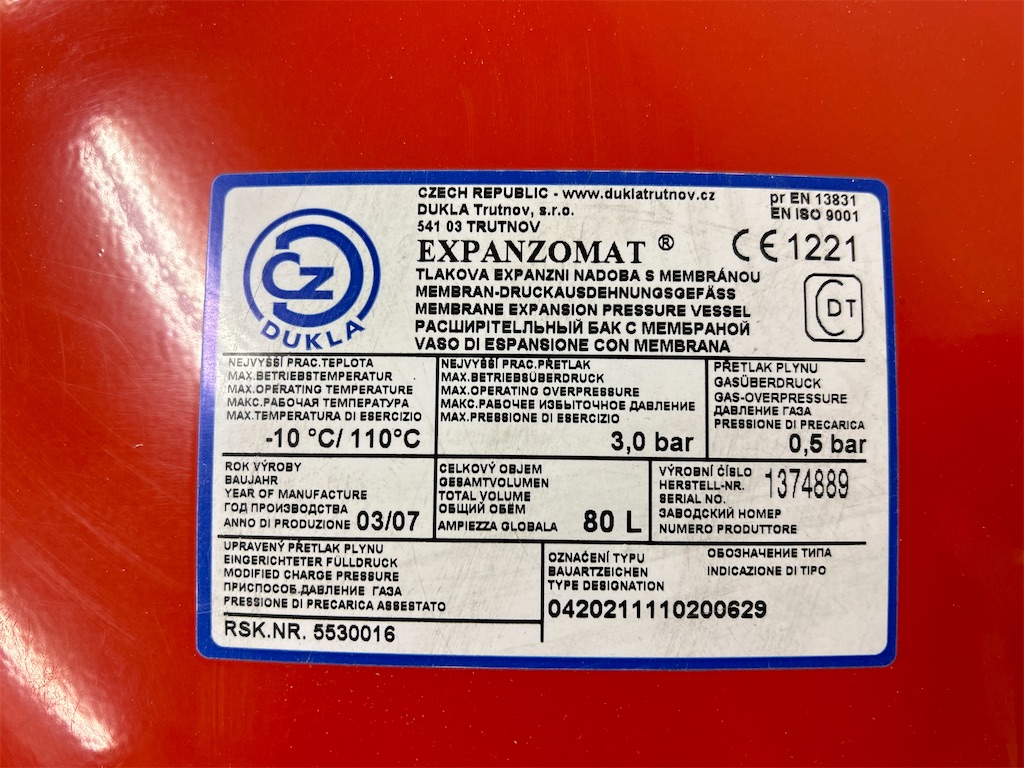 CZECH REPUBLIC - www.duklatrutnov.cz
DUKLA Trutnov, s.r.o.
541 03 TRUTNOV
pr EN 13831
EN ISO 9001
EXPANZOMAT ®
CE 1221
TLAKOVA EXPANZNI NADOBA S MEMBRÁNOU
MEMBRAN-DRUCKAUSDEHNUNGSGEFÄSS
MEMBRANE EXPANSION PRESSURE VESSEL
РАСШИРИТЕЛЬНЫЙ БАК С МЕМБРАНОЙ
VASO DI ESPANSIONE CON MEMBRANA
CZ
DUKLA
C DT
NEJVYŠŠÍ PRAC.TEPLOTA
MAX.BETRIEBSTEMPERATUR
MAX.OPERATING TEMPERATURE
МАКС.РАБОЧАЯ ТЕМПЕРАТУРА
MAX.TEMPERATURA DI ESERCIZIO
-10 °C/ 110°C
NEJVYŠŠÍ PRAC.PŘETLAK
MAX.BETRIEBSÜBERDRUCK
MAX.OPERATING OVERPRESSURE
МАКС.РАБОЧЕЕ ИЗБЫТОЧНОЕ ДАВЛЕНИЕ
MAX.PRESSIONE DI ESERCIZIO
3,0 bar
PŘETLAK PLYNU
GASÜBERDRUCK
GAS-OVERPRESSURE
ДАВЛЕНИЕ ГАЗА
PRESSIONE DI PRECARICA
0,5 bar
ROK VÝROBY
BAUJAHR
YEAR OF MANUFACTURE
ГОД ПРОИЗВОДСТВА
ANNO DI PRODUZIONE 03/07
CELKOVÝ OBJEM
GESAMTVOLUMEN
TOTAL VOLUME
ОБЩИЙ ОБЪЁМ
AMPIEZZA GLOBALA 80 L
VÝROBNÍ ČÍSLO
HERSTELL-NR.
SERIAL NO.
ЗАВОДСКИЙ НОМЕР
NUMERO PRODUTTORE
1374889
UPRAVENÝ PŘETLAK PLYNU
EINGERICHTETER FÜLLDRUCK
MODIFIED CHARGE PRESSURE
ПРИСПОСОБ.ДАВЛЕНИЕ ГАЗА
PRESSIONE DI PRECARICA ASSESTATO
RSK.NR. 5530016
OZNAČENÍ TYPU
BAUARTZEICHEN
TYPE DESIGNATION
ОБОЗНАЧЕНИЕ ТИПА
INDICAZIONE DI TIPO
0420211110200629